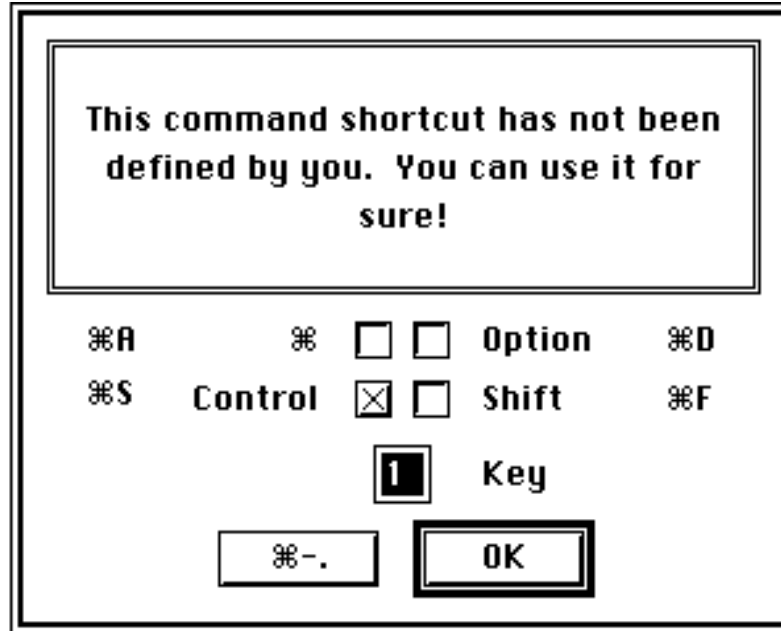 This command shortcut has not been
defined by you.  You can use it for
sure!
⌘A ⌘ Option ⌘D
⌘S Control Shift ⌘F
1 Key
⌘-. OK